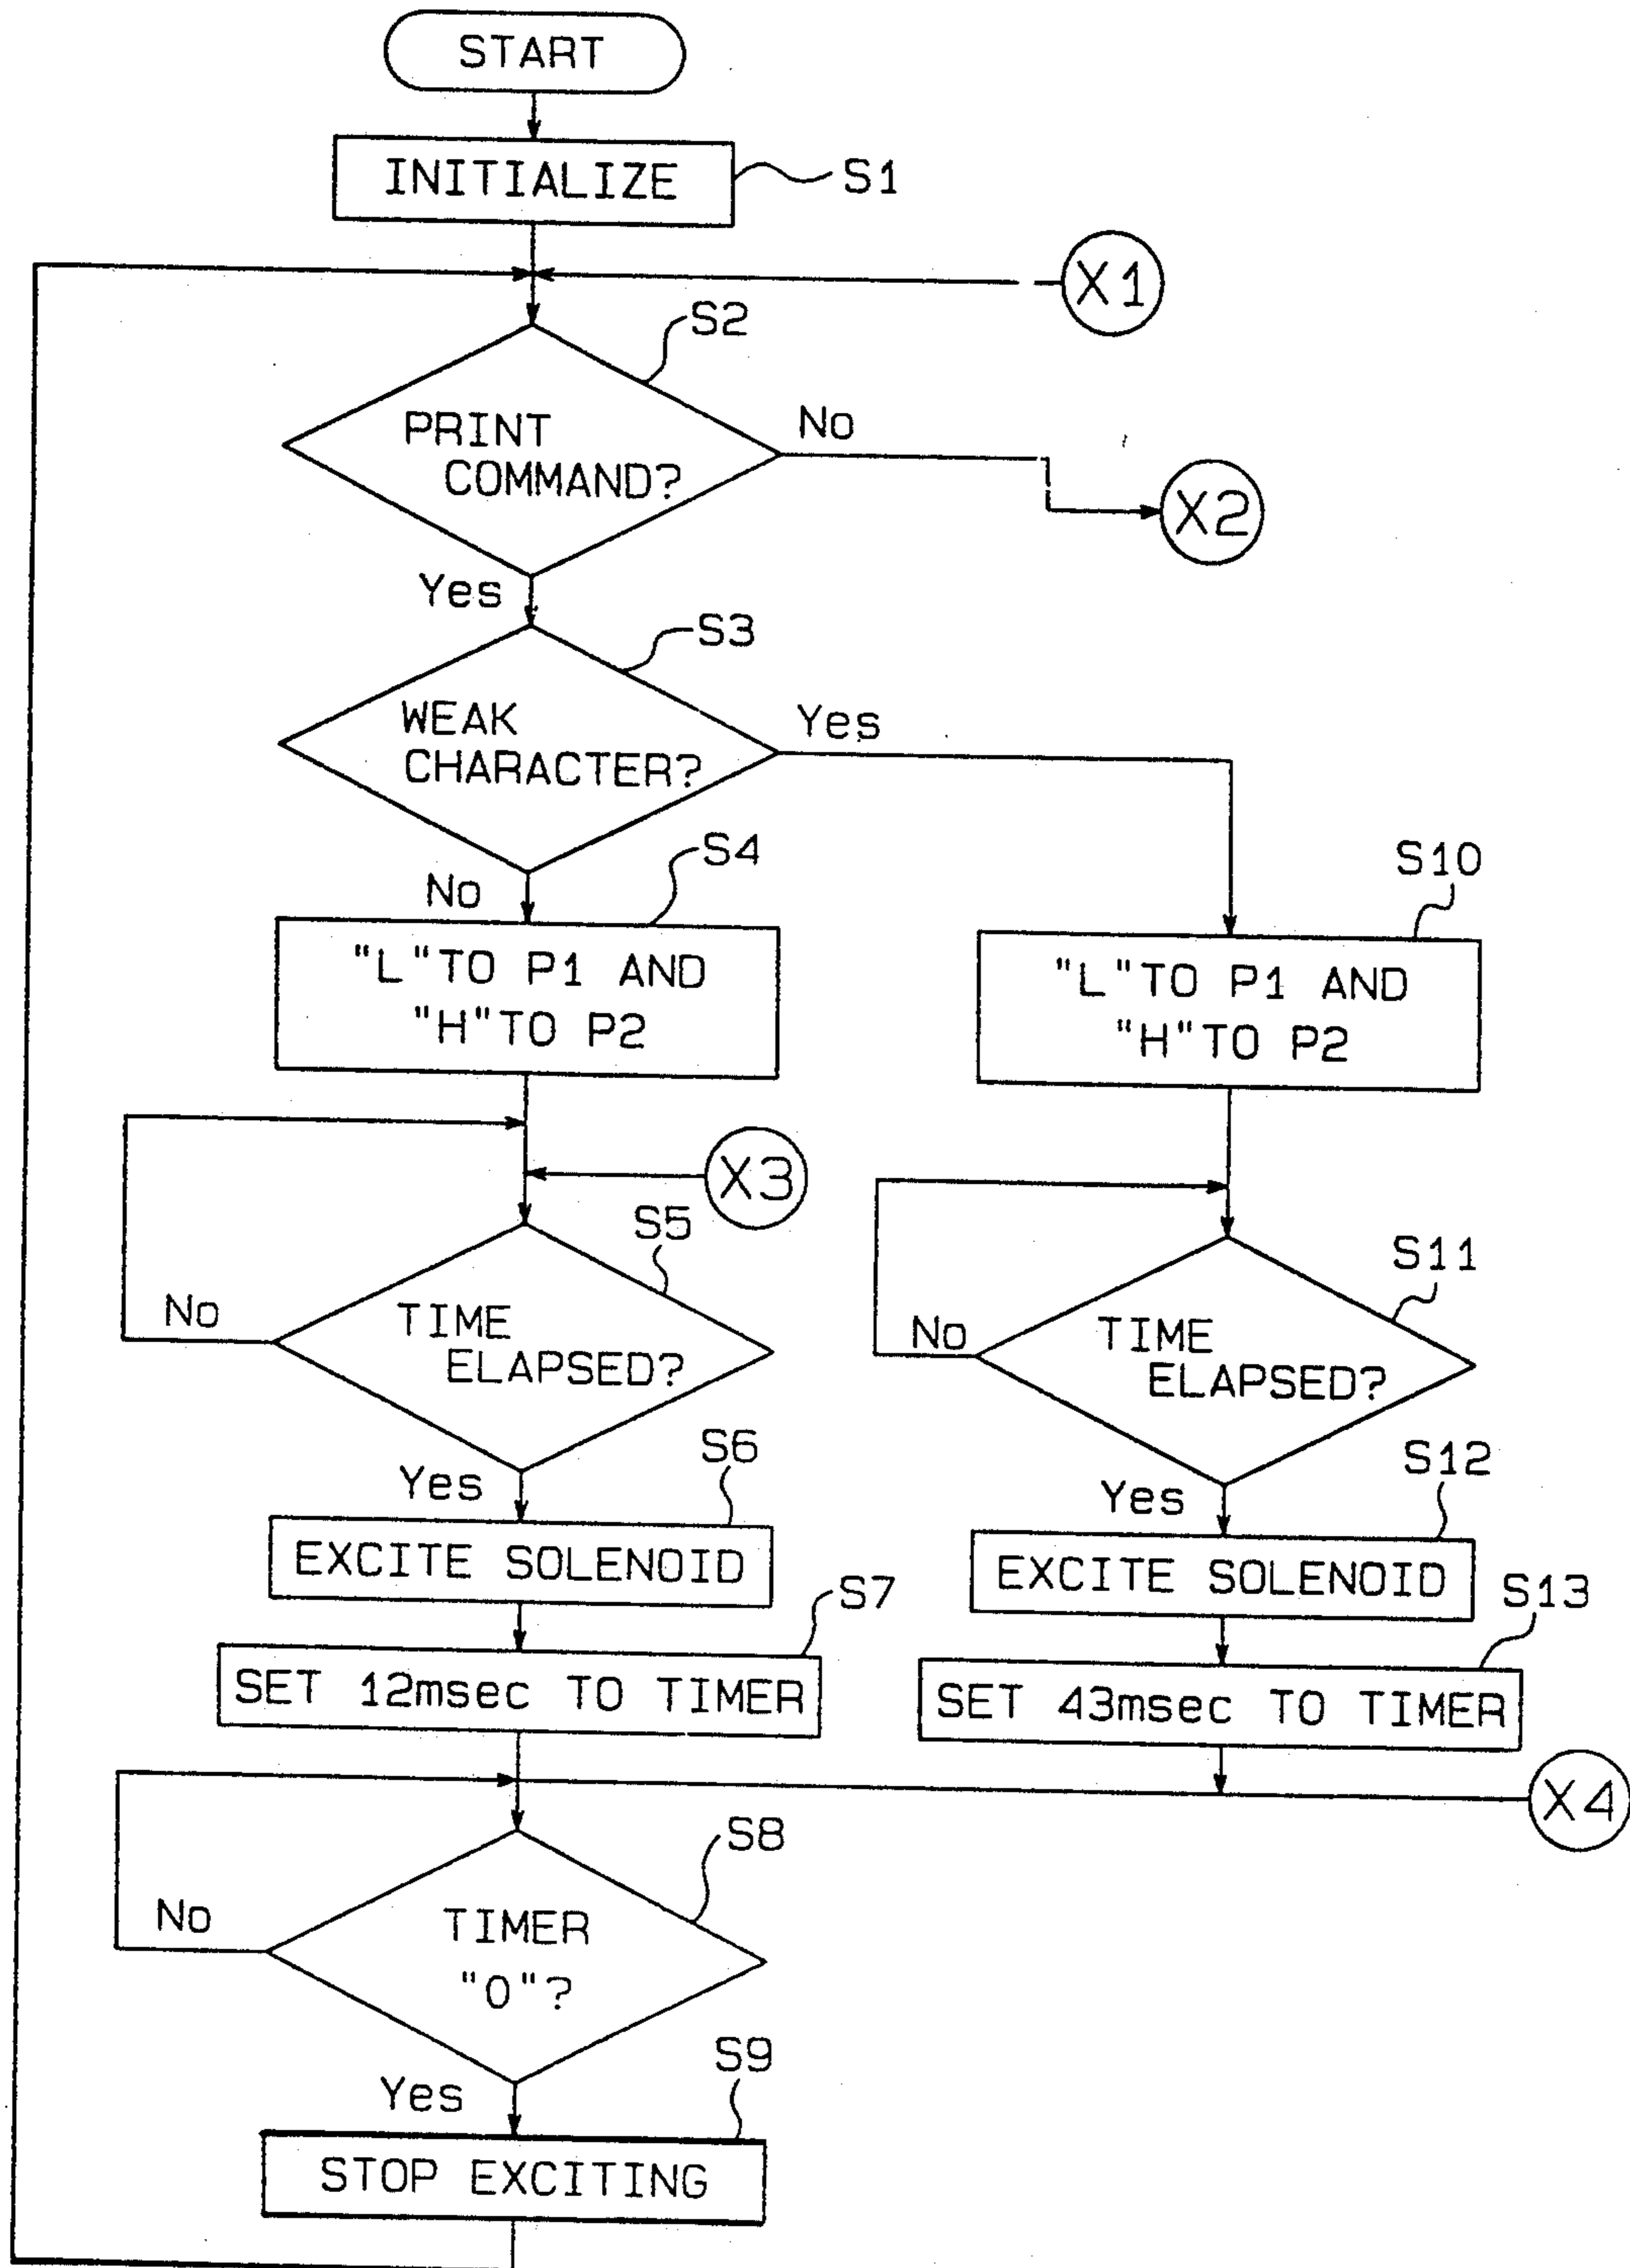 START
INITIALIZE
S1
X1
S2
PRINT
COMMAND?
No
X2
Yes
S3
WEAK
CHARACTER?
Yes
No
S4
"L"TO P1 AND
"H"TO P2
S10
"L"TO P1 AND
"H"TO P2
X3
S5
No
TIME
ELAPSED?
S11
No
TIME
ELAPSED?
Yes
S6
EXCITE SOLENOID
Yes
S12
EXCITE SOLENOID
S7
SET 12msec TO TIMER
S13
SET 43msec TO TIMER
X4
S8
No
TIMER
"0"?
Yes
S9
STOP EXCITING